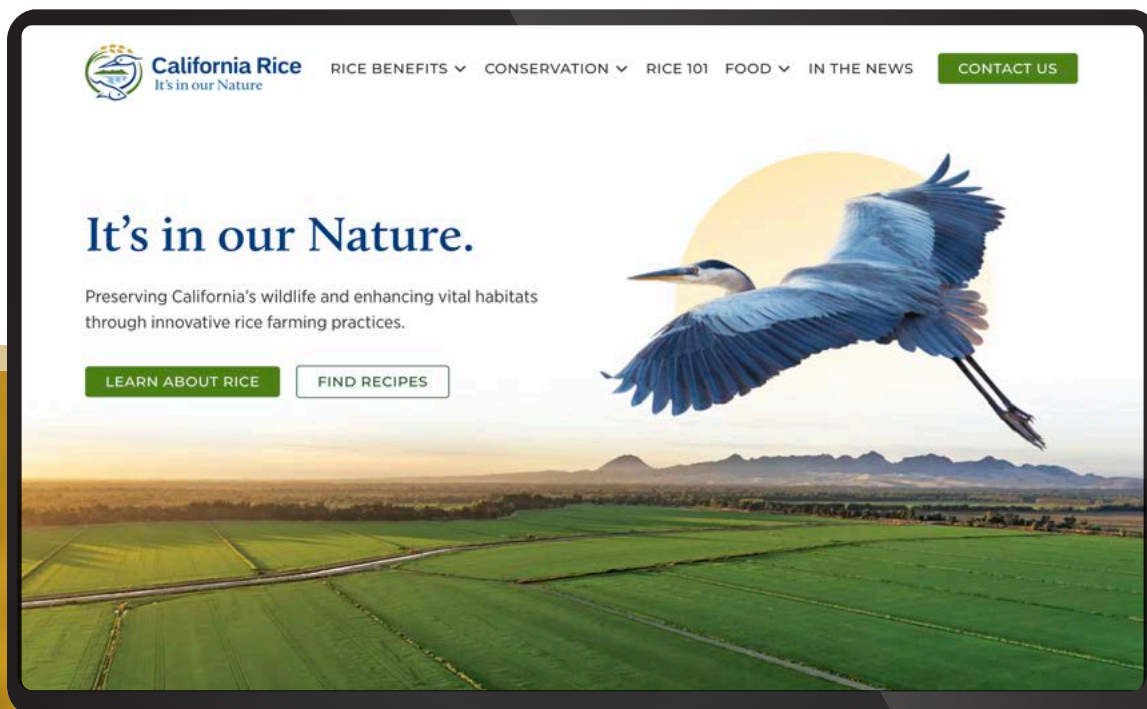 California Rice
It's in our Nature
RICE BENEFITS
CONSERVATION
RICE 101
FOOD
IN THE NEWS
CONTACT US
It's in our Nature.
Preserving California's wildlife and enhancing vital habitats
through innovative rice farming practices.
LEARN ABOUT RICE
FIND RECIPES